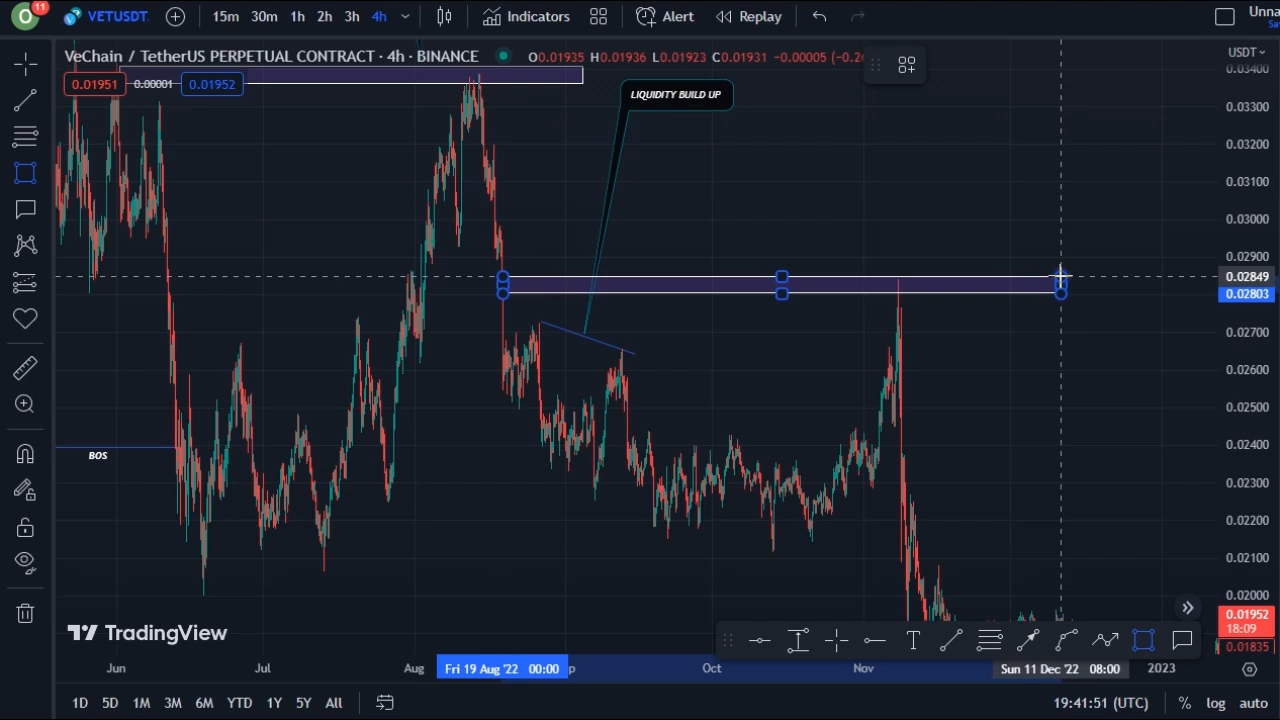 O 11 VETUSDT 15m 30m 1h 2h 3h 4h Indicators Alert Replay Unna
VeChain / TetherUS PERPETUAL CONTRACT · 4h · BINANCE O0.01935 H0.01936 L0.01923 C0.01931 −0.00005 (−0.26
USDT
0.01951 0.00001 0.01952
LIQUIDITY BUILD UP
0.03400
0.03300
0.03200
0.03100
0.03000
0.02900
0.02849
0.02803
0.02700
0.02600
0.02500
0.02400
0.02300
0.02200
0.02100
0.02000
0.01952
18:09
0.01835
BOS
TradingView
Jun Jul Aug Fri 19 Aug '22 00:00 Oct Nov Sun 11 Dec '22 08:00 2023
1D 5D 1M 3M 6M YTD 1Y 5Y All 19:41:51 (UTC) % log auto